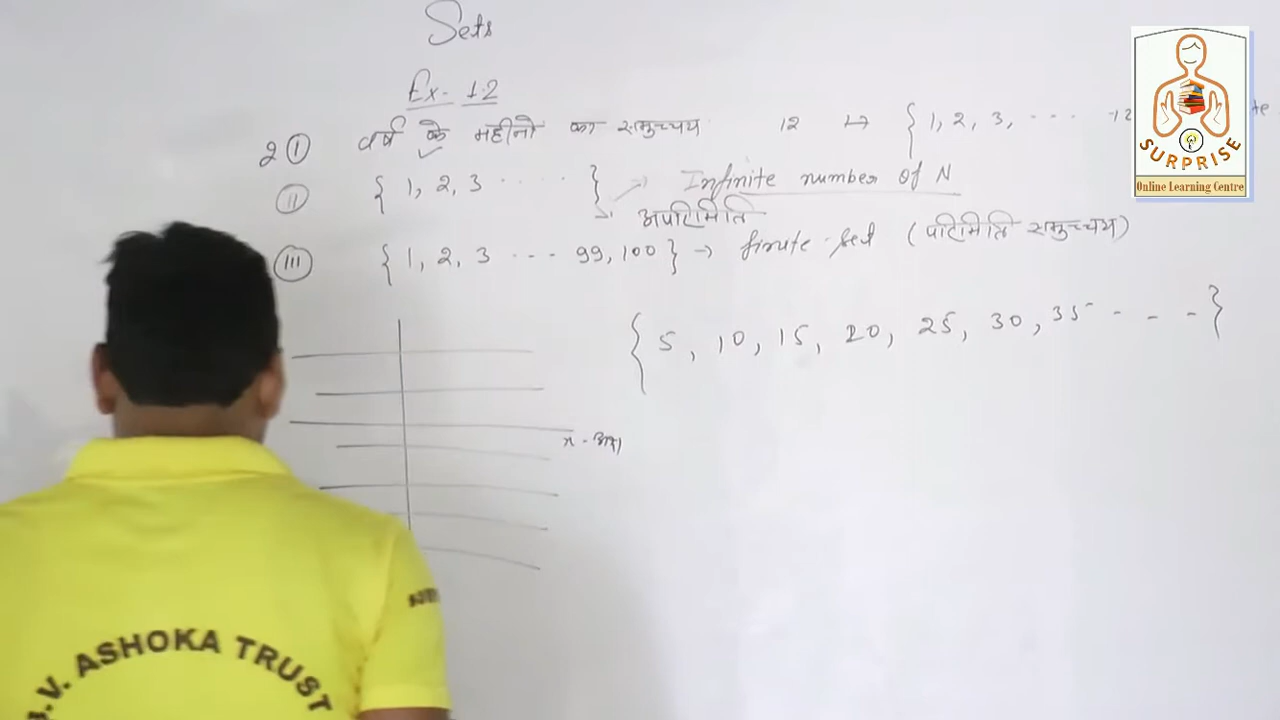 Sets
Ex- 1.2
2 (i) वर्ष के महीनो का समुच्चय 12 → { 1, 2, 3, ... -12
(ii) { 1, 2, 3 ..... } → Infinite number of N
अपरिमिति
(iii) { 1, 2, 3 ... 99, 100 } → finite set (परिमिति समुच्चय)
{ 5, 10, 15, 20, 25, 30, 35 - - - - }
x - अक्ष
SURPRISE
Online Learning Centre
.V. ASHOKA TRUST